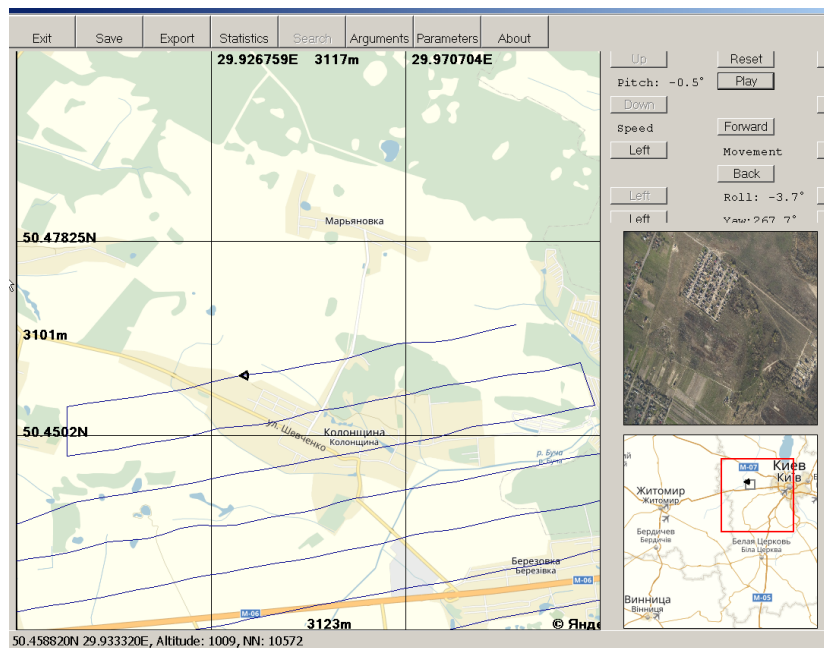 Exit Save Export Statistics Search Arguments Parameters About
29.926759E 3117m 29.970704E
Up Reset
Pitch: -0.5° Play
Down
Speed Forward
Left Movement
Back
Left Roll: -3.7°
Left Yaw:267.7°
Марьяновка
50.47825N
3101m
ул. Шевченко
50.4502N
Колонщина
Колонщина
р. Буча
р. Буча
Березовка
Березівка
М-06
М-06
3123m
© Янде
М-07 Киев
Київ
Житомир
Житомир
Бердичев
Бердичів
Белая Церковь
Біла Церква
Винница
Вінниця
М-05
50.458820N 29.933320E, Altitude: 1009, NN: 10572